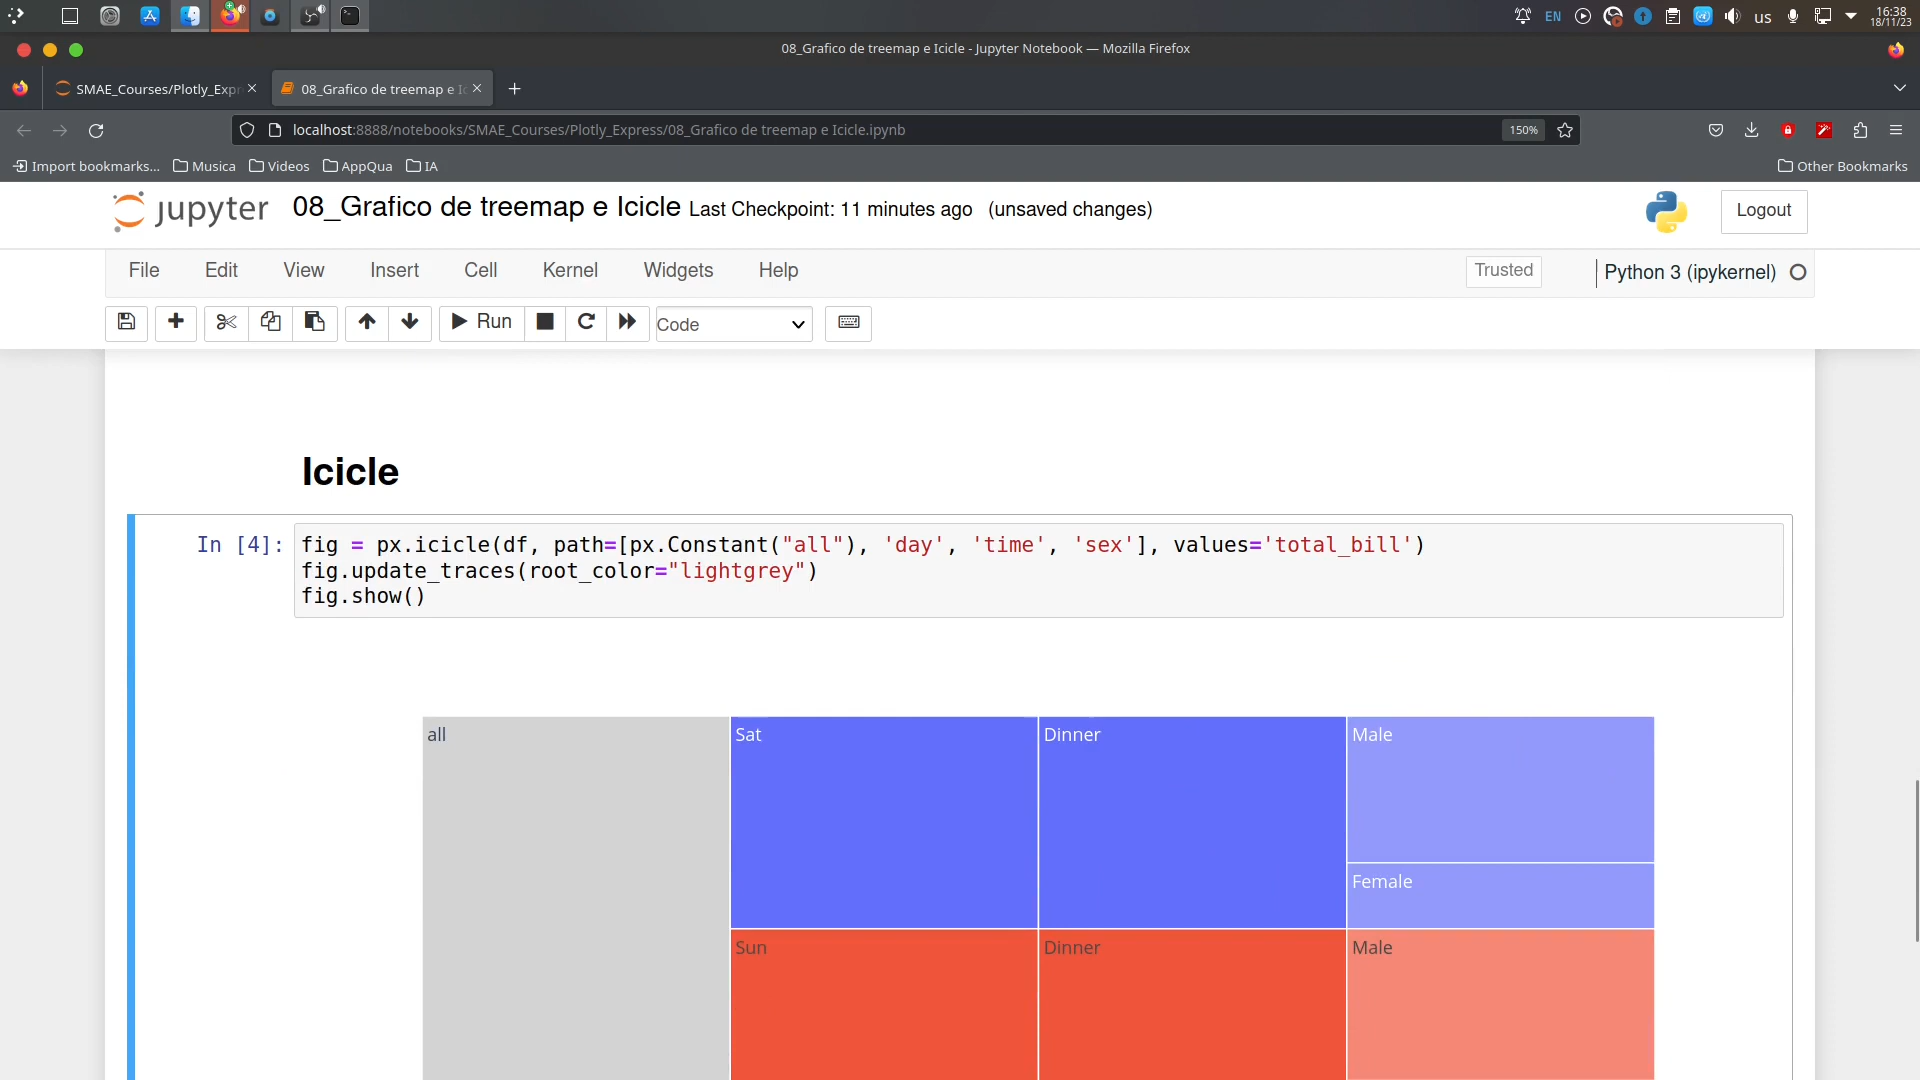 EN
us
16:38
18/11/23
08_Grafico de treemap e Icicle - Jupyter Notebook — Mozilla Firefox
SMAE_Courses/Plotly_Expr
08_Grafico de treemap e Ic
localhost:8888/notebooks/SMAE_Courses/Plotly_Express/08_Grafico de treemap e Icicle.ipynb
150%
Import bookmarks...
Musica
Videos
AppQua
IA
Other Bookmarks
jupyter
08_Grafico de treemap e Icicle Last Checkpoint: 11 minutes ago (unsaved changes)
Logout
File Edit View Insert Cell Kernel Widgets Help
Trusted
Python 3 (ipykernel)
Run
Code
Icicle
In [4]:
fig = px.icicle(df, path=[px.Constant("all"), 'day', 'time', 'sex'], values='total_bill')
fig.update_traces(root_color="lightgrey")
fig.show()
all
Sat
Dinner
Male
Female
Sun
Dinner
Male